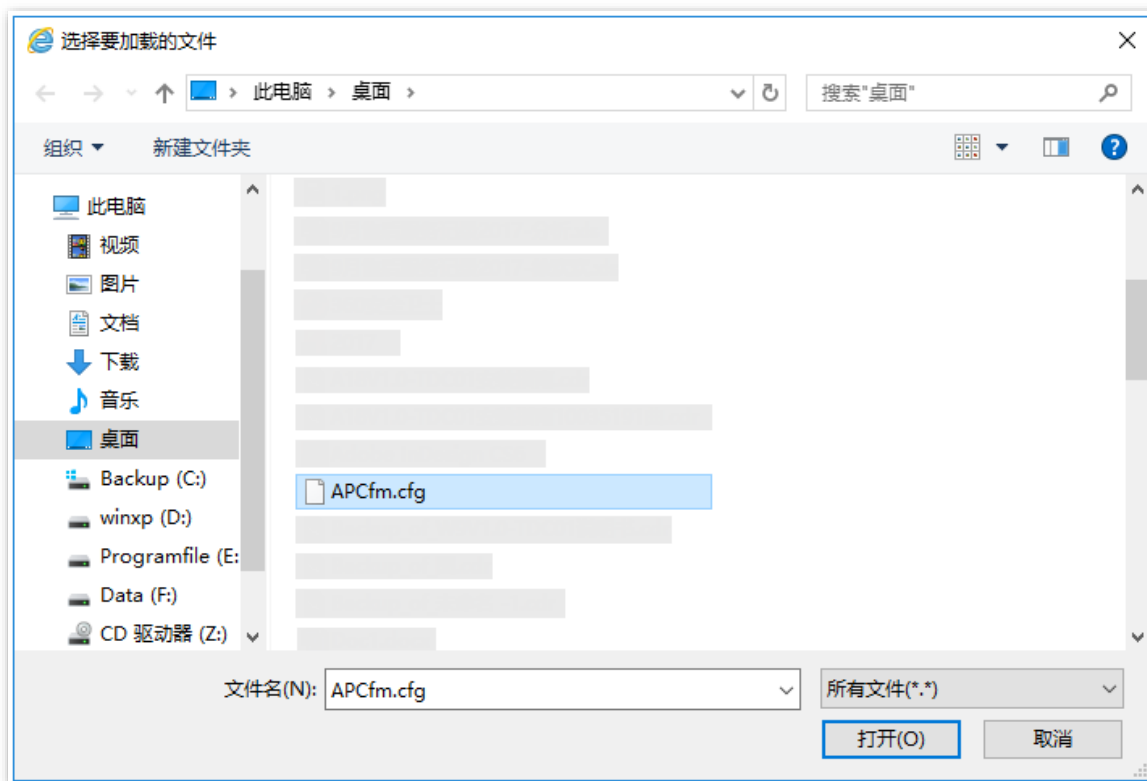 选择要加载的文件
此电脑 桌面
搜索"桌面"
组织 新建文件夹
此电脑
视频
图片
文档
下载
音乐
桌面
Backup (C:)
winxp (D:)
Programfile (E:
Data (F:)
CD 驱动器 (Z:)
APCfm.cfg
文件名(N): APCfm.cfg
所有文件(*.*)
打开(O) 取消